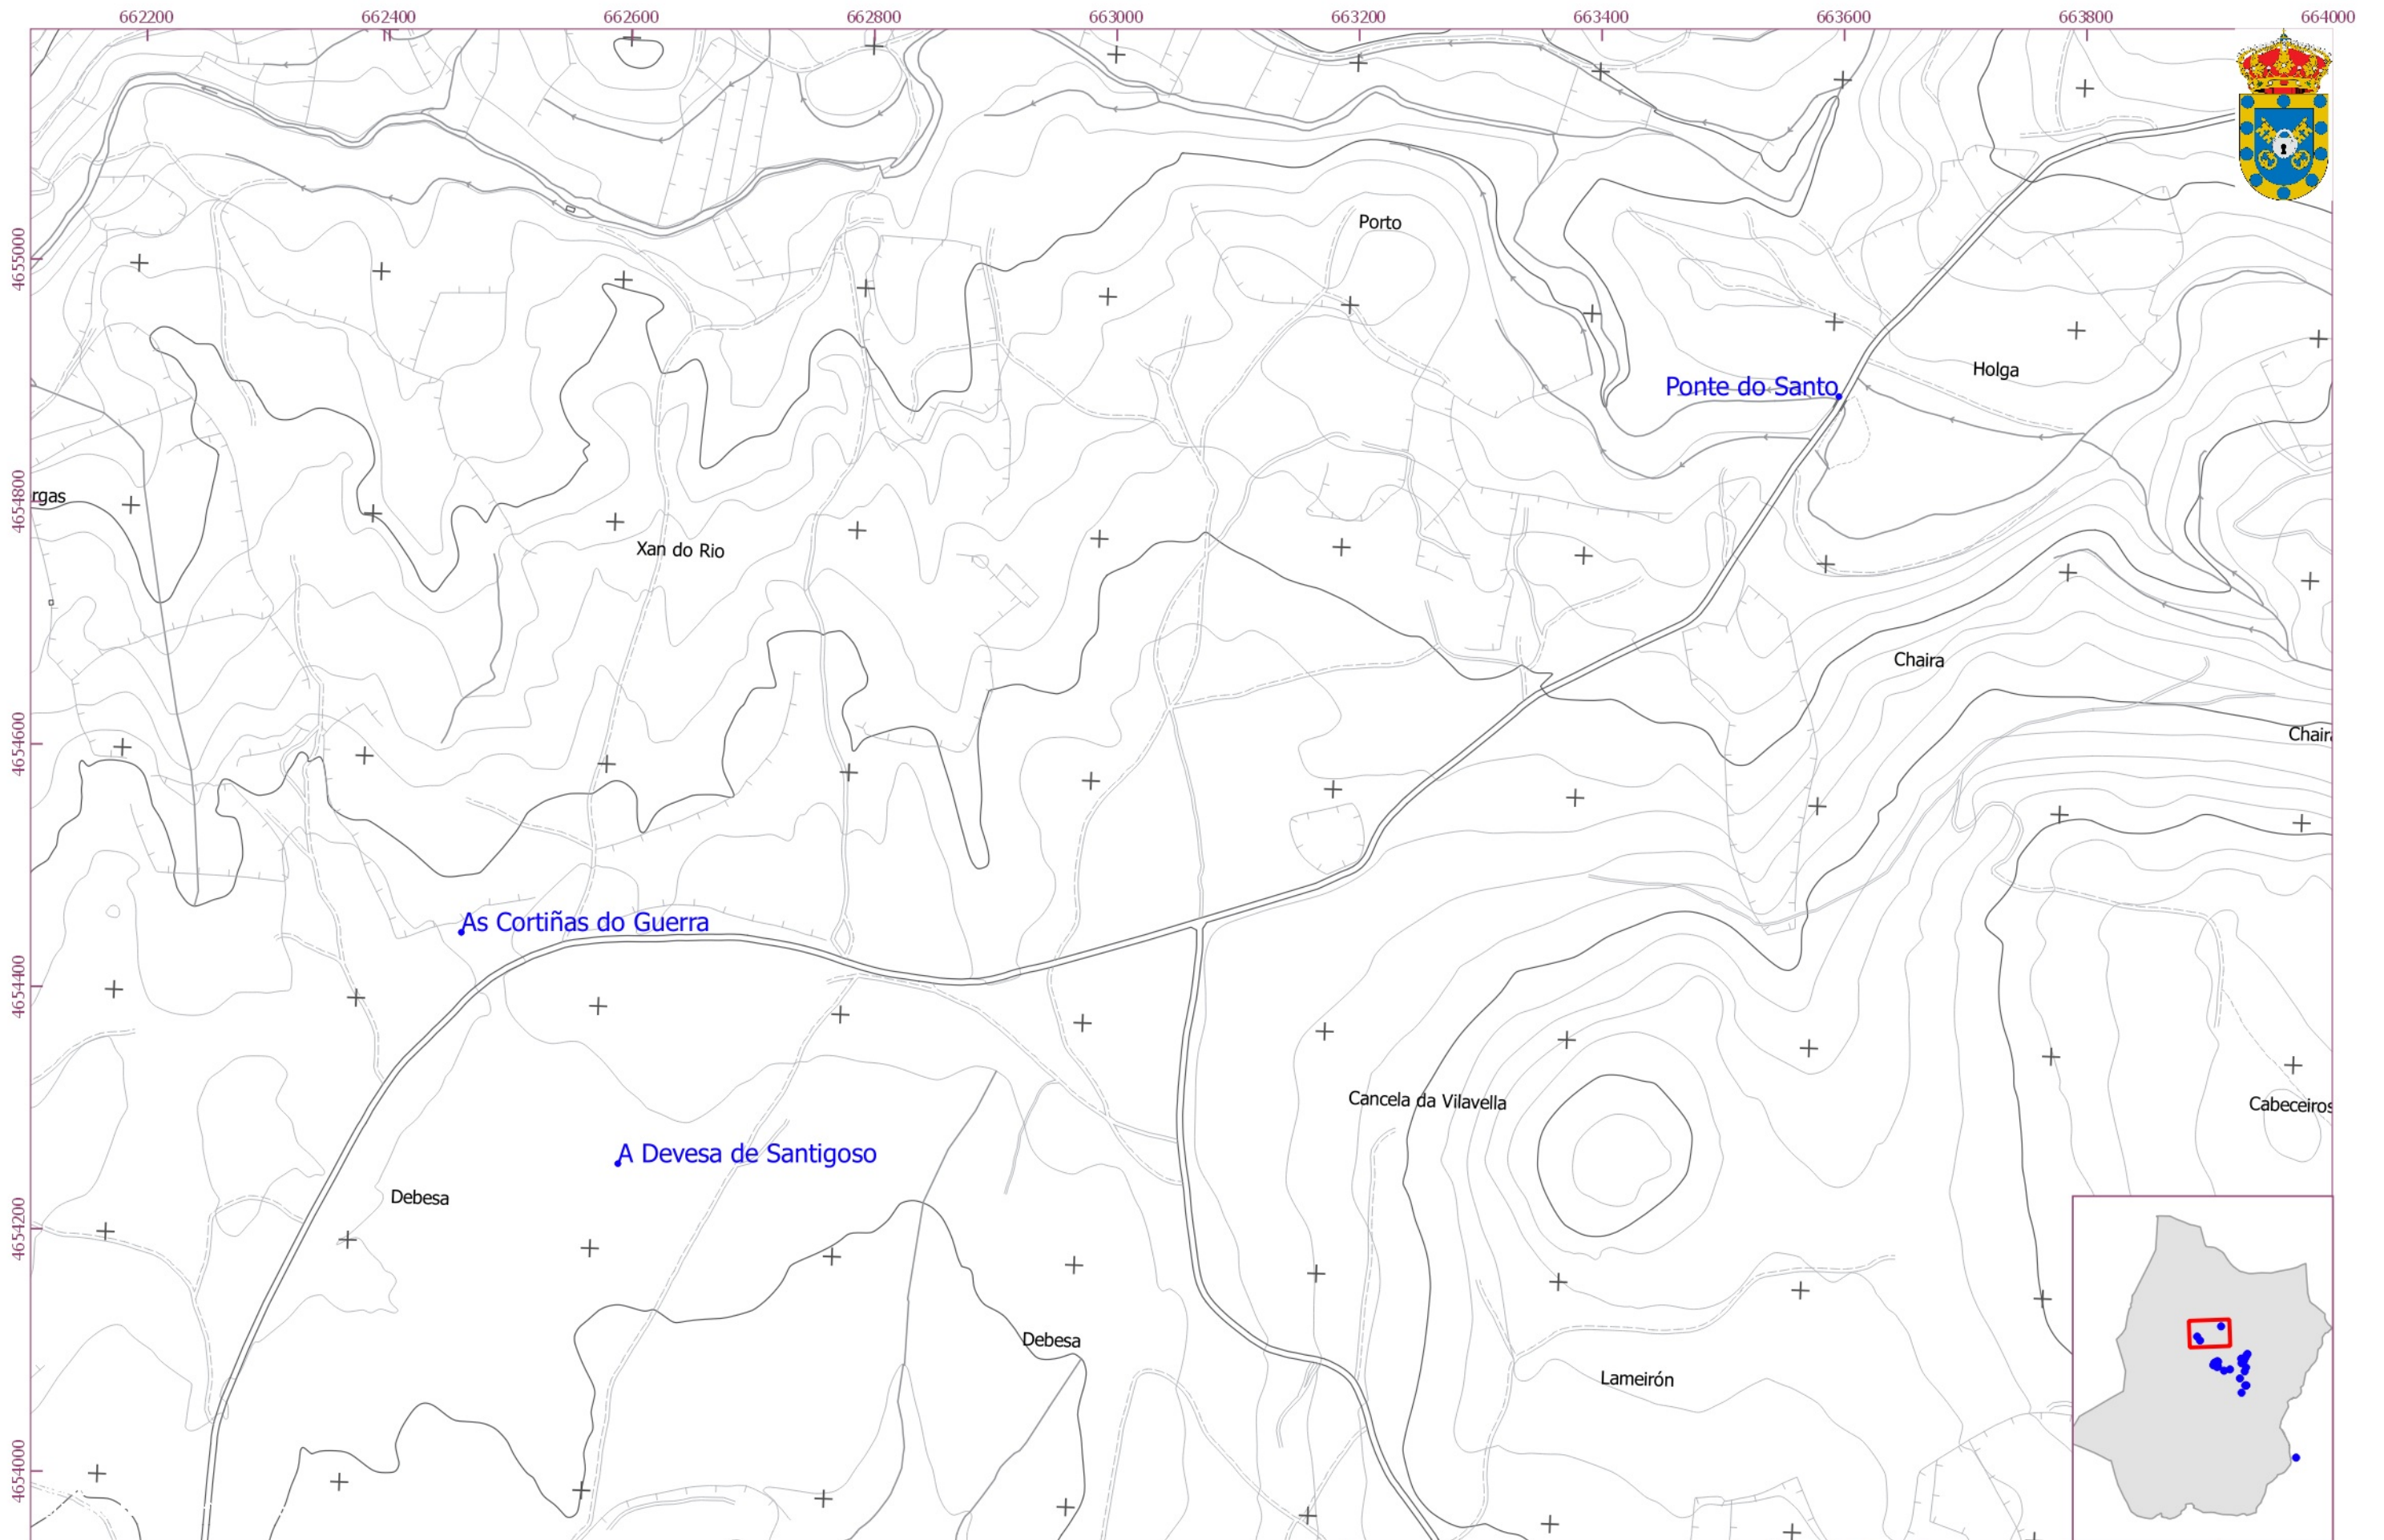 662200 662400 662600 662800 663000 663200 663400 663600 663800 664000
4655000
4654800
4654600
4654400
4654200
4654000
Porto
Holga
Ponte do Santo
rgas
Xan do Rio
Chaira
Chaira
As Cortiñas do Guerra
Cancela da Vilavella
Cabeceiros
A Devesa de Santigoso
Debesa
Debesa
Lameirón